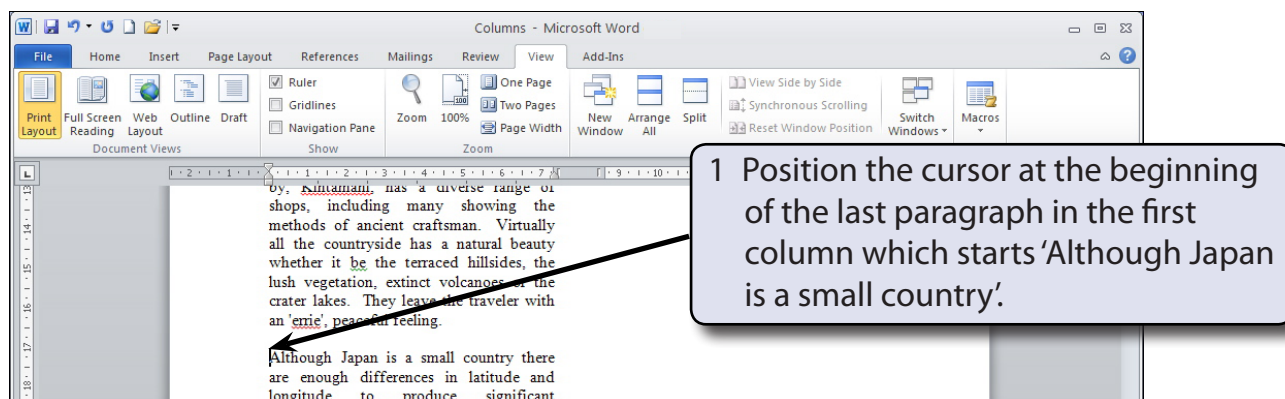 Columns - Microsoft Word
File Home Insert Page Layout References Mailings Review View Add-Ins
Print Layout
Full Screen Reading
Web Layout
Outline
Draft
Document Views
Ruler
Gridlines
Navigation Pane
Show
Zoom
100%
One Page
Two Pages
Page Width
Zoom
New Window
Arrange All
Split
View Side by Side
Synchronous Scrolling
Reset Window Position
Switch Windows
Macros
by, Kintamani, has a diverse range of
shops, including many showing the
methods of ancient craftsman. Virtually
all the countryside has a natural beauty
whether it be the terraced hillsides, the
lush vegetation, extinct volcanoes or the
crater lakes. They leave the traveler with
an 'errie', peaceful feeling.
Although Japan is a small country there
are enough differences in latitude and
longitude to produce significant
1 Position the cursor at the beginning
of the last paragraph in the first
column which starts ‘Although Japan
is a small country’.